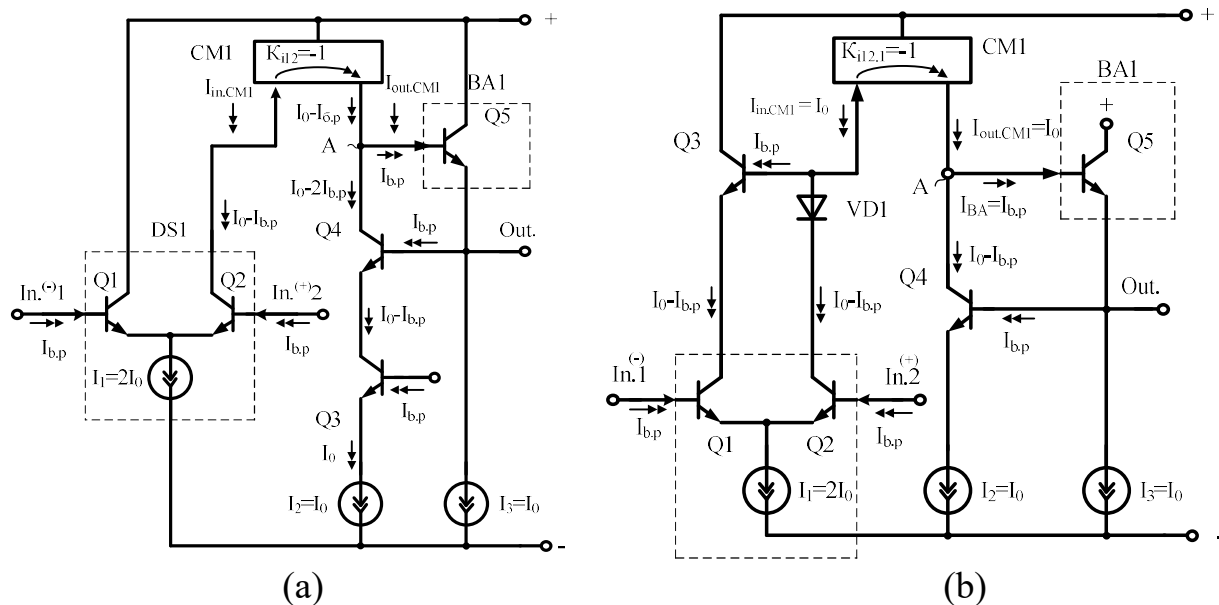 +
CM1
Ki12=-1
Iin.CM1
Iout.CM1
BA1
I0-Iб.р
Q5
A
Ib.p
I0-2Ib.p
I0-Ib.p
DS1
Q4
Ib.p
Out.
Q1
Q2
In.(-)1
In.(+)2
Ib.p
Ib.p
I0-Ib.p
I1=2I0
Ib.p
Q3
I0
I2=I0
I3=I0
-
(a)
+
CM1
Ki12,1=-1
BA1
Iin.CM1=I0
+
Q3
Ib.p
Iout.CM1=I0
Q5
A
VD1
IBA=Ib.p
I0-Ib.p
Q4
Out.
I0-Ib.p
I0-Ib.p
Ib.p
In.1(-)
In.2(+)
Ib.p
Q1
Q2
Ib.p
I1=2I0
I2=I0
I3=I0
-
(b)